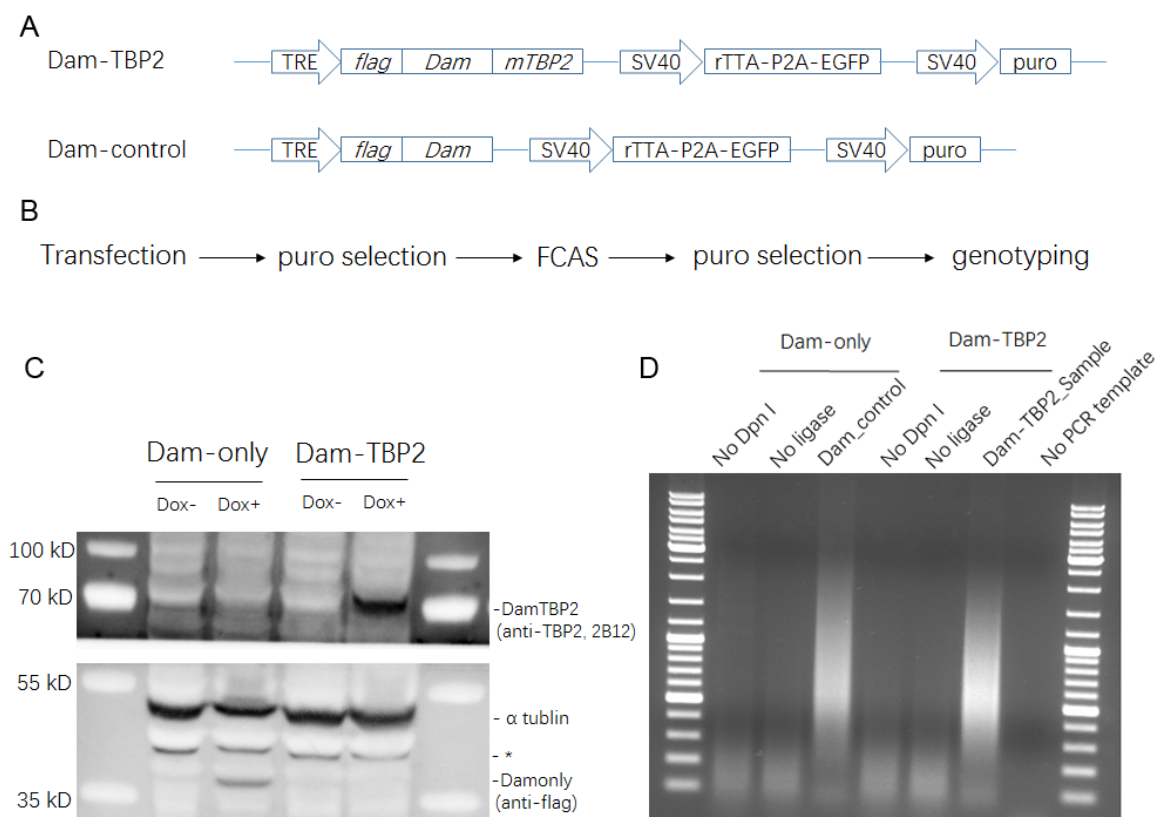 A
Dam-TBP2
TRE flag Dam mTBP2 SV40 rTTA-P2A-EGFP SV40 puro
Dam-control
TRE flag Dam SV40 rTTA-P2A-EGFP SV40 puro
B
Transfection puro selection FCAS puro selection genotyping
C
Dam-only Dam-TBP2
Dox- Dox+ Dox- Dox+
100 kD
70 kD
-DamTBP2
(anti-TBP2, 2B12)
55 kD
- α tublin
- *
-Damonly
(anti-flag)
35 kD
D
Dam-only Dam-TBP2
No Dpn I
No ligase
Dam_control
No Dpn I
No ligase
Dam-TBP2_Sample
No PCR template